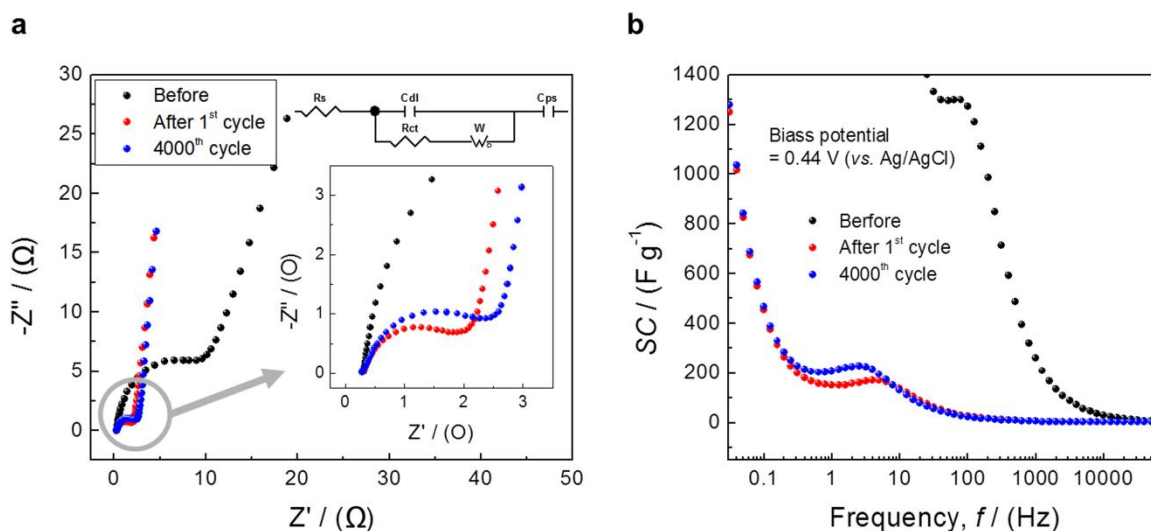 a
30
25
20
15
10
5
0
-Z'' / (Ω)
0 10 20 30 40 50
Z' / (Ω)
Before
After 1st cycle
4000th cycle
Rs
Cdl
Cps
Rct
W
3
2
1
0
-Z'' / (O)
0 1 2 3
Z' / (O)
b
1400
1200
1000
800
600
400
200
0
SC / (F g-1)
Biass potential
= 0.44 V (vs. Ag/AgCl)
Berfore
After 1st cycle
4000th cycle
0.1 1 10 100 1000 10000
Frequency, f / (Hz)